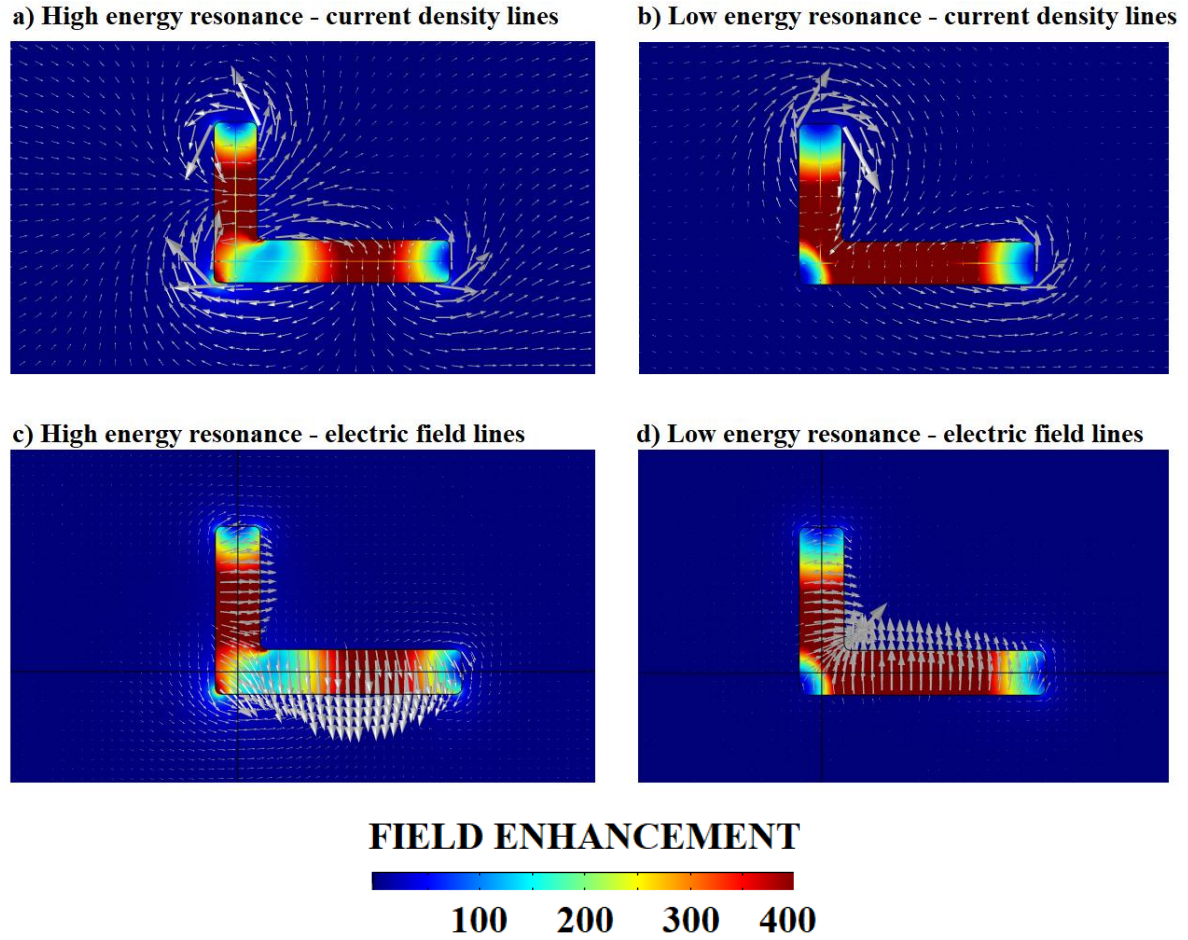 a) High energy resonance - current density lines
b) Low energy resonance - current density lines
c) High energy resonance - electric field lines
d) Low energy resonance - electric field lines
FIELD ENHANCEMENT
100 200 300 400